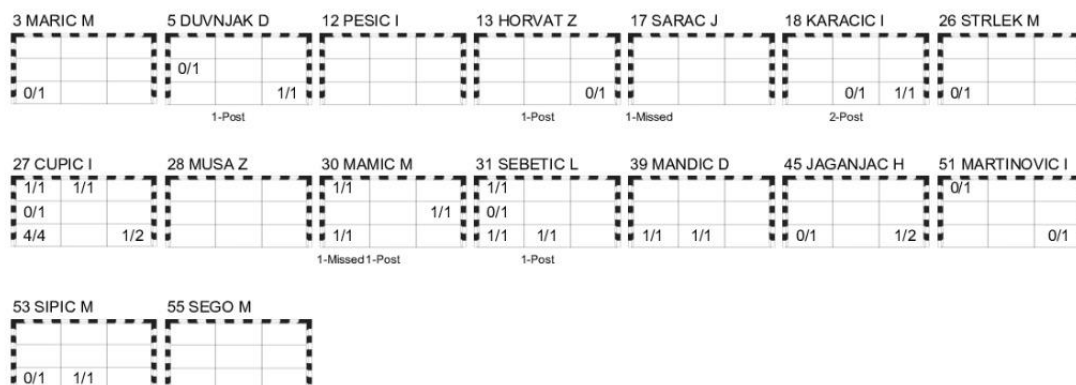 3 MARIC M 5 DUVNJAK D 12 PESIC I 13 HORVAT Z 17 SARAC J 18 KARACIC I 26 STRLEK M
0/1
0/1 1/1 0/1 0/1 1/1 0/1
1-Post 1-Post 1-Missed 2-Post
27 CUPIC I 28 MUSA Z 30 MAMIC M 31 SEBETIC L 39 MANDIC D 45 JAGANJAC H 51 MARTINOVIC I
1/1 1/1 1/1 1/1 0/1
0/1 1/1 0/1
4/4 1/2 1/1 1/1 1/1 1/1 1/1 0/1 1/2 0/1
1-Missed 1-Post 1-Post
53 SIPIC M 55 SEGO M
0/1 1/1